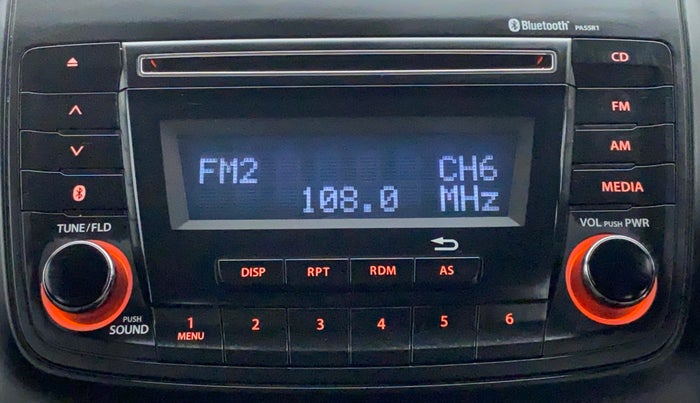 Bluetooth PA55R1
CD
FM
AM
MEDIA
FM2 CH6
108.0 MHz
TUNE/FLD
VOL PUSH PWR
DISP RPT RDM AS
PUSH
SOUND
1 2 3 4 5 6
MENU